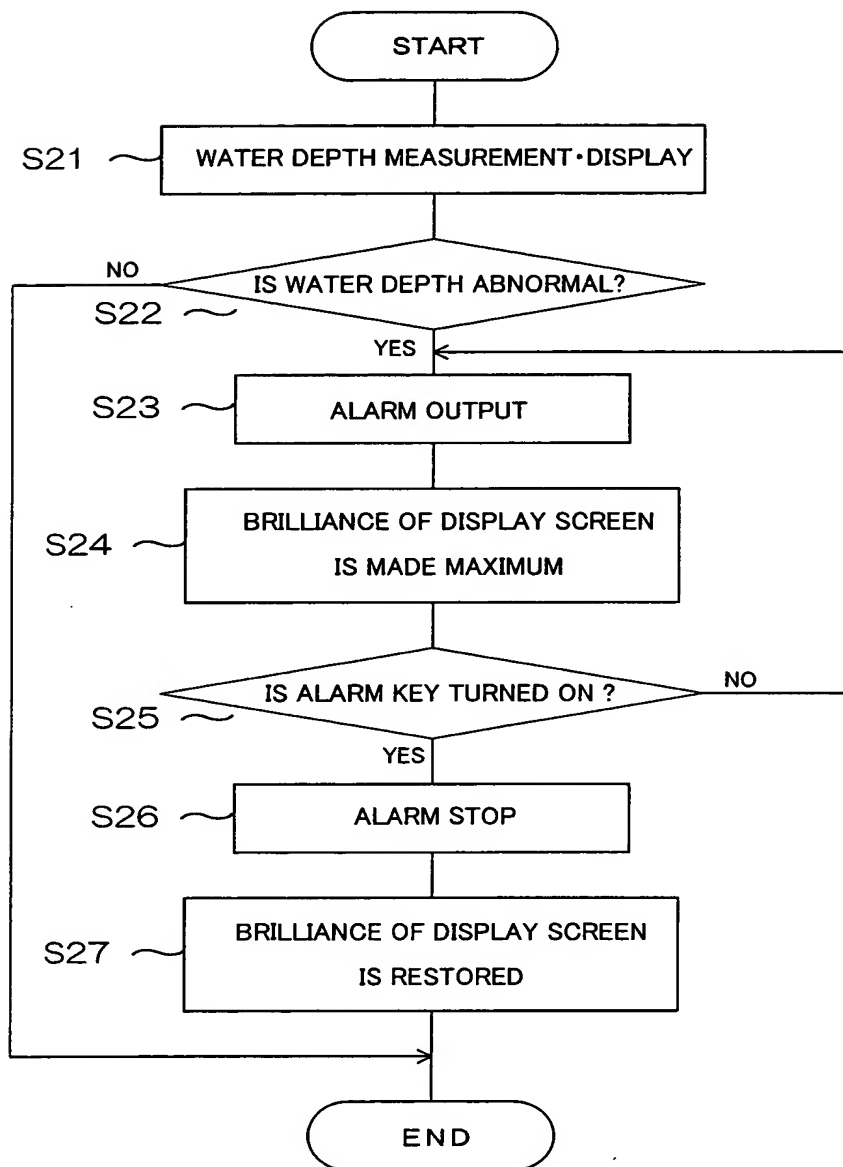 START
S21
WATER DEPTH MEASUREMENT・DISPLAY
NO
IS WATER DEPTH ABNORMAL?
S22
YES
S23
ALARM OUTPUT
BRILLIANCE OF DISPLAY SCREEN
S24
IS MADE MAXIMUM
IS ALARM KEY TURNED ON ?
NO
S25
YES
S26
ALARM STOP
BRILLIANCE OF DISPLAY SCREEN
S27
IS RESTORED
END